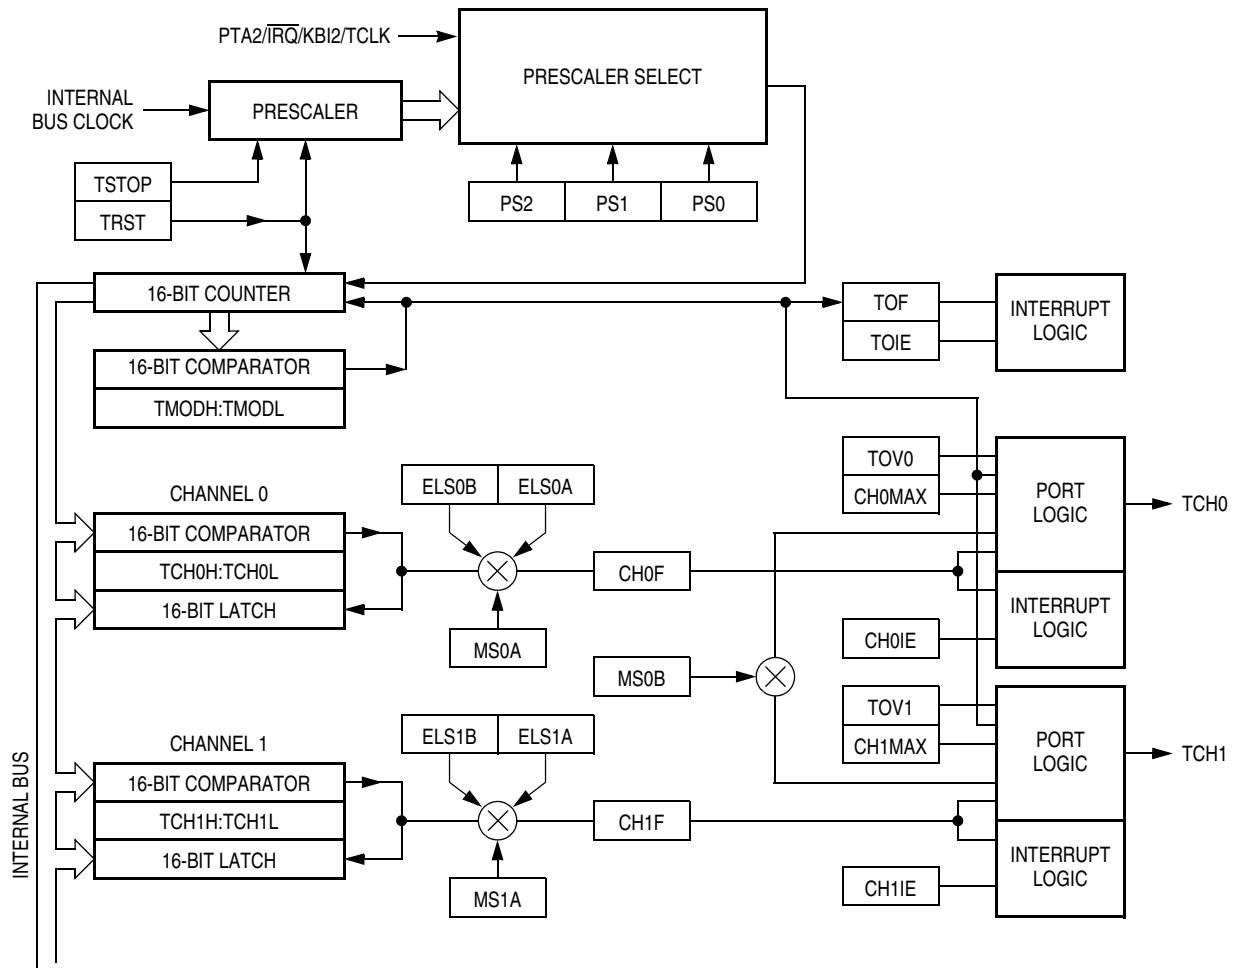 PTA2/IRQ/KBI2/TCLK
PRESCALER SELECT
INTERNAL
BUS CLOCK
PRESCALER
TSTOP
TRST
PS2
PS1
PS0
16-BIT COUNTER
TOF
TOIE
INTERRUPT
LOGIC
16-BIT COMPARATOR
TMODH:TMODL
CHANNEL 0
ELS0B
ELS0A
TOV0
CH0MAX
PORT
LOGIC
TCH0
16-BIT COMPARATOR
TCH0H:TCH0L
16-BIT LATCH
CH0F
MS0A
INTERRUPT
LOGIC
CH0IE
MS0B
CHANNEL 1
ELS1B
ELS1A
TOV1
CH1MAX
PORT
LOGIC
TCH1
16-BIT COMPARATOR
TCH1H:TCH1L
16-BIT LATCH
CH1F
MS1A
INTERRUPT
LOGIC
CH1IE
INTERNAL BUS